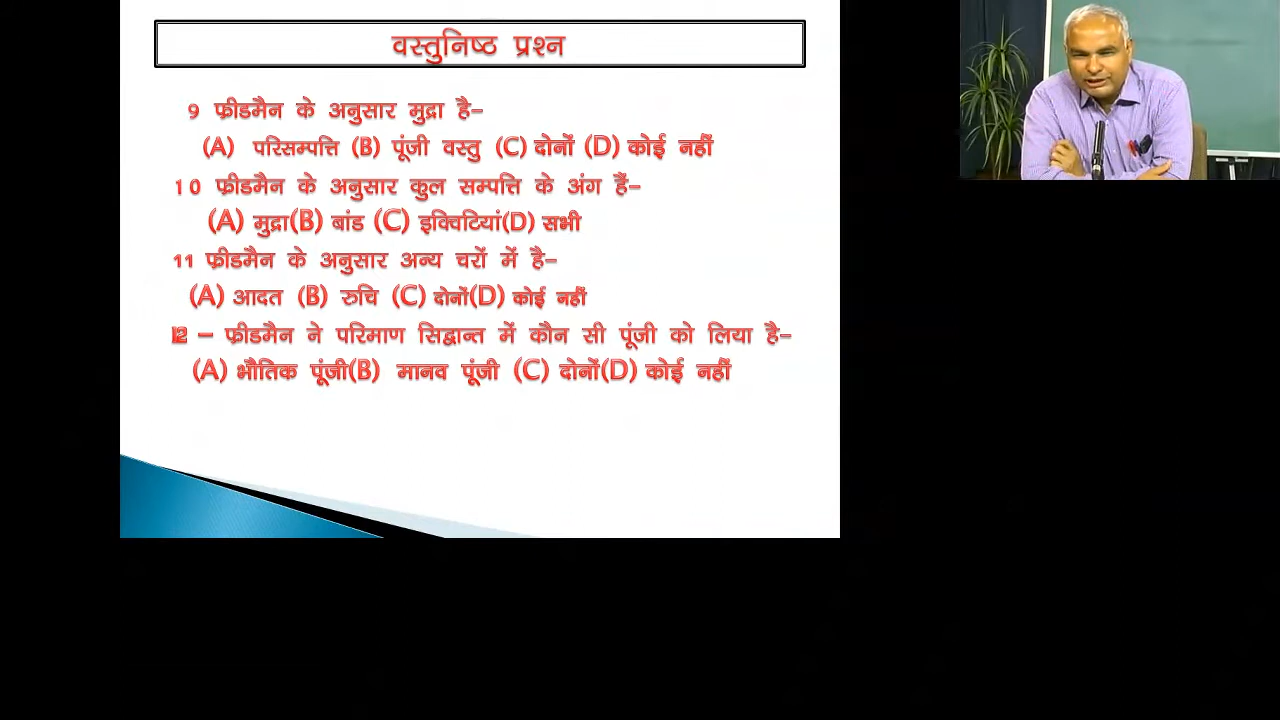 वस्तुनिष्ठ प्रश्न
9 फ्रीडमैन के अनुसार मुद्रा है-
(A) परिसम्पत्ति (B) पूंजी वस्तु (C) दोनों (D) कोई नहीं
10 फ्रीडमैन के अनुसार कुल सम्पत्ति के अंग हैं-
(A) मुद्रा(B) बांड (C) इक्विटियां(D) सभी
11 फ्रीडमैन के अनुसार अन्य चरों में है-
(A) आदत (B) रुचि (C) दोनों(D) कोई नहीं
12 – फ्रीडमैन ने परिमाण सिद्वान्त में कौन सी पूंजी को लिया है-
(A) भौतिक पूंजी(B) मानव पूंजी (C) दोनों(D) कोई नहीं